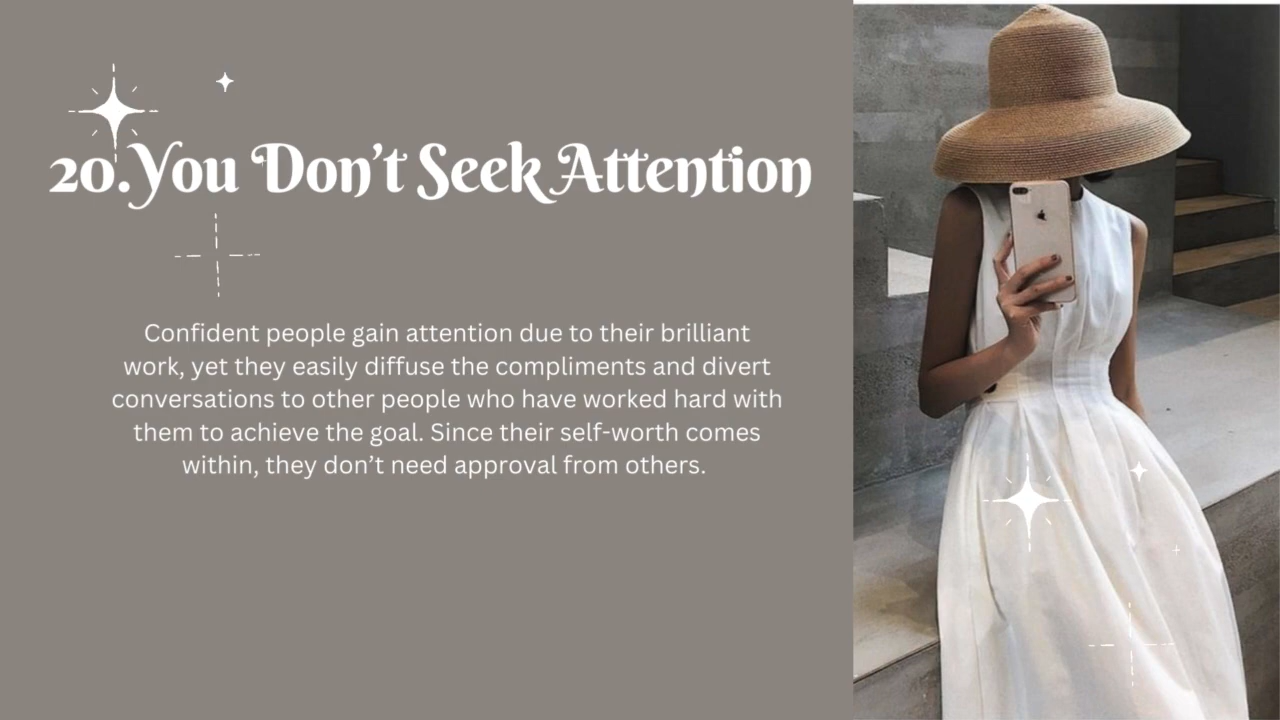 20.You Don't Seek Attention
Confident people gain attention due to their brilliant
work, yet they easily diffuse the compliments and divert
conversations to other people who have worked hard with
them to achieve the goal. Since their self-worth comes
within, they don't need approval from others.